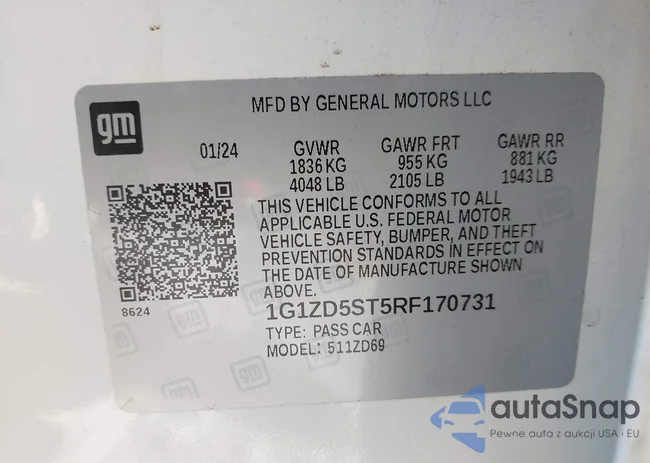 gm
MFD BY GENERAL MOTORS LLC
01/24
GVWR
1836 KG
4048 LB
GAWR FRT
955 KG
2105 LB
GAWR RR
881 KG
1943 LB
THIS VEHICLE CONFORMS TO ALL
APPLICABLE U.S. FEDERAL MOTOR
VEHICLE SAFETY, BUMPER, AND THEFT
PREVENTION STANDARDS IN EFFECT ON
THE DATE OF MANUFACTURE SHOWN
ABOVE.
8624
1G1ZD5ST5RF170731
TYPE: PASS CAR
MODEL: 511ZD69
autaSnap
Pewne auta z aukcji USA i EU